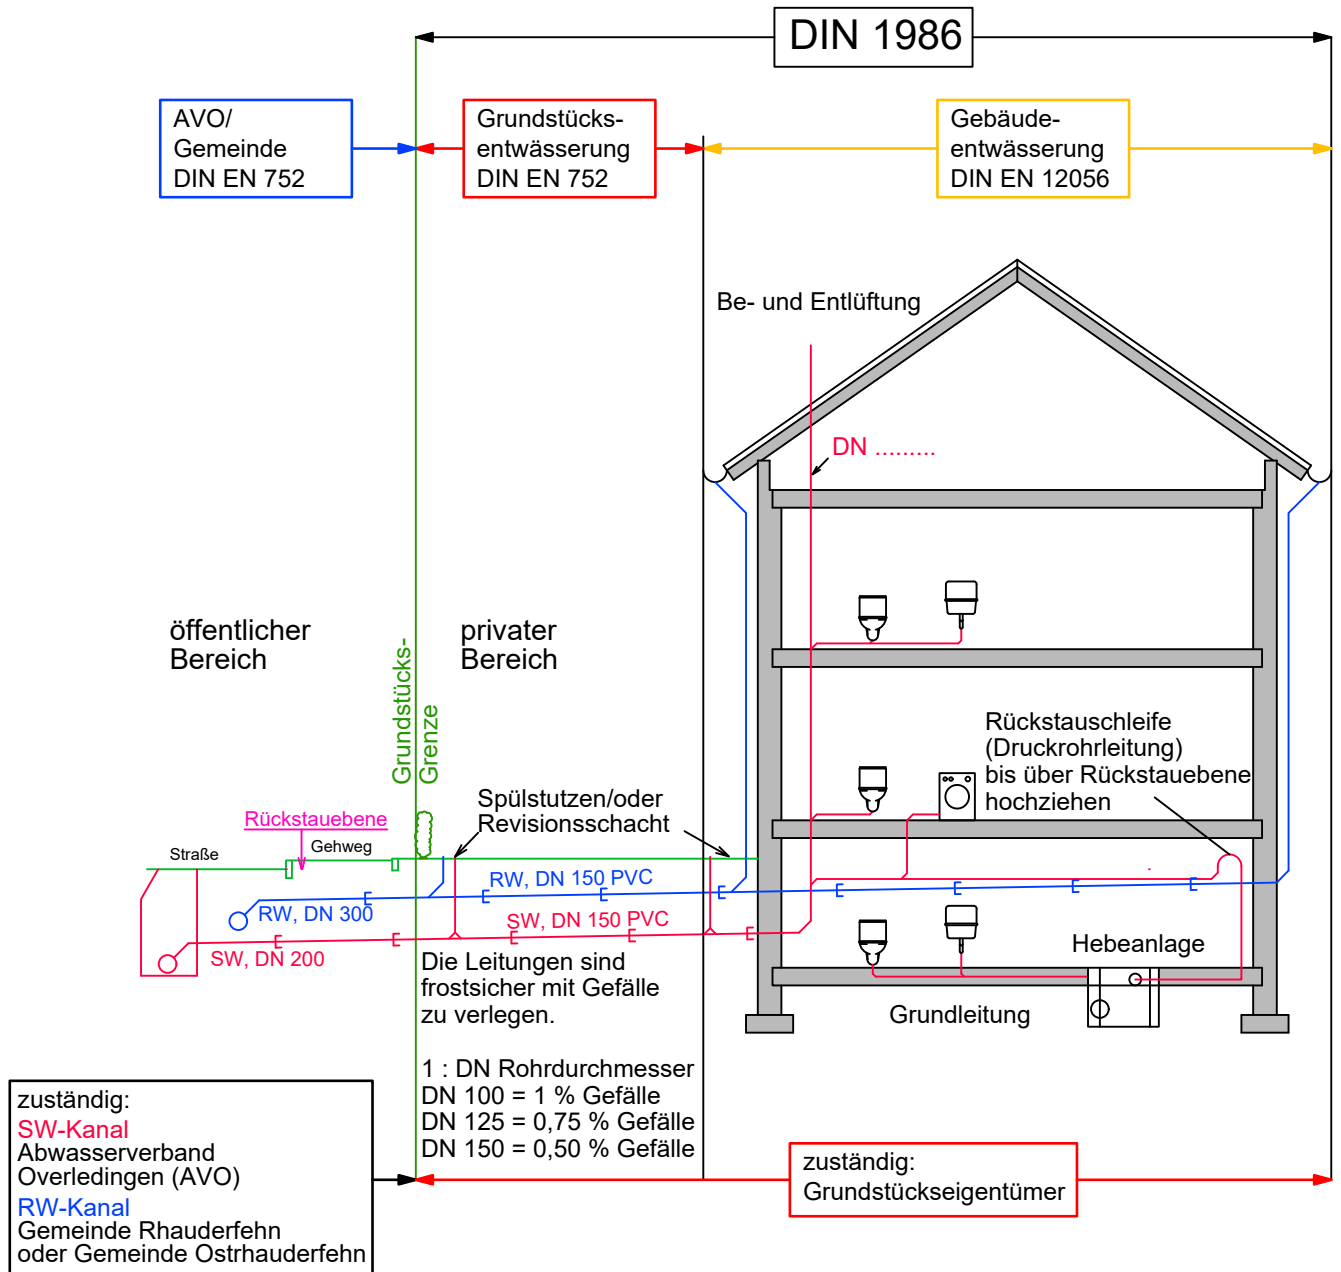 DIN 1986
AVO/
Gemeinde
DIN EN 752
Grundstücks-
entwässerung
DIN EN 752
Gebäude-
entwässerung
DIN EN 12056
Be- und Entlüftung
DN .........
öffentlicher
Bereich
Grundstücks-
Grenze
privater
Bereich
Rückstauschleife
(Druckrohrleitung)
bis über Rückstauebene
hochziehen
Spülstutzen/oder
Revisionsschacht
Rückstauebene
Straße
Gehweg
RW, DN 150 PVC
RW, DN 300
SW, DN 150 PVC
SW, DN 200
Hebeanlage
Grundleitung
Die Leitungen sind
frostsicher mit Gefälle
zu verlegen.
1 : DN Rohrdurchmesser
DN 100 = 1 % Gefälle
DN 125 = 0,75 % Gefälle
DN 150 = 0,50 % Gefälle
zuständig:
SW-Kanal
Abwasserverband
Overledingen (AVO)
RW-Kanal
Gemeinde Rhauderfehn
oder Gemeinde Ostrhauderfehn
zuständig:
Grundstückseigentümer